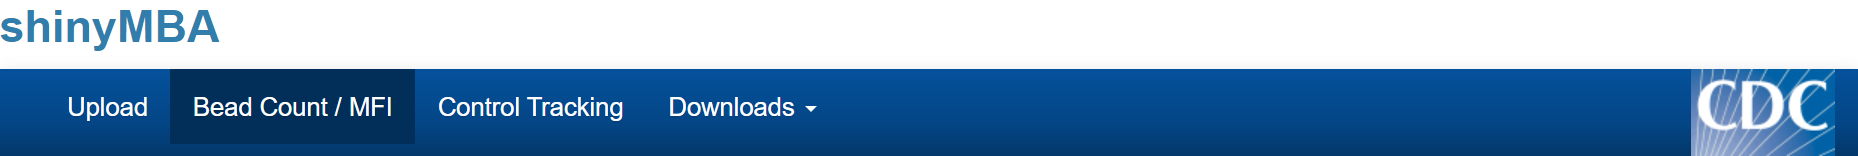 shinyMBA
Upload Bead Count / MFI Control Tracking Downloads CDC